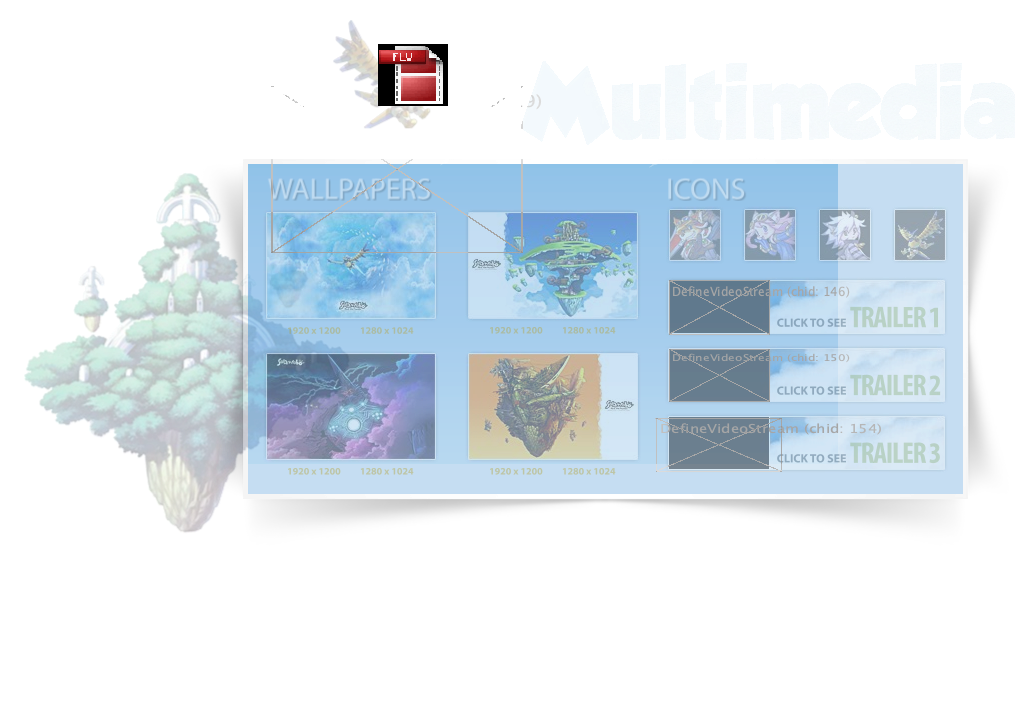 FLV
9)
Multimedia
WALLPAPERS
ICONS
1920 x 1200 1280 x 1024
1920 x 1200 1280 x 1024
DefineVideoStream (chid: 146)
CLICK TO SEE TRAILER 1
DefineVideoStream (chid: 150)
CLICK TO SEE TRAILER 2
DefineVideoStream (chid: 154)
CLICK TO SEE TRAILER 3
1920 x 1200 1280 x 1024
1920 x 1200 1280 x 1024